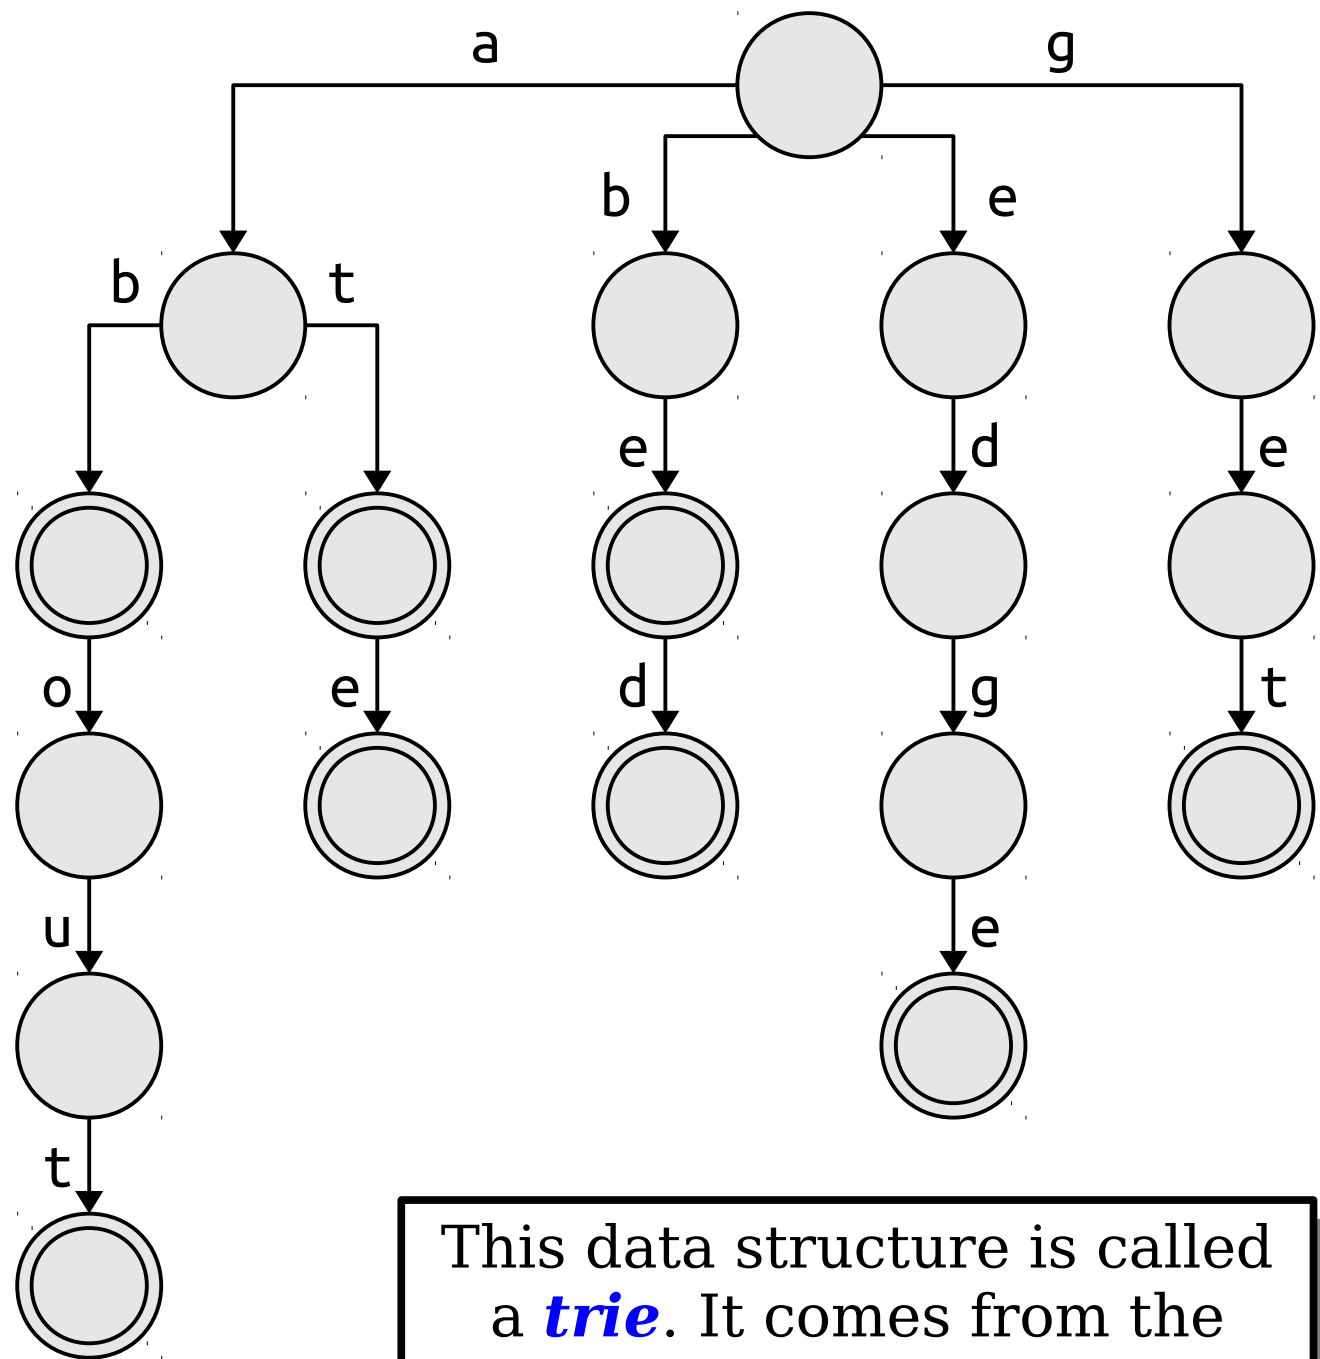 a g
b e
b t
e d e
o e d g t
u e
t
This data structure is called
a trie. It comes from the